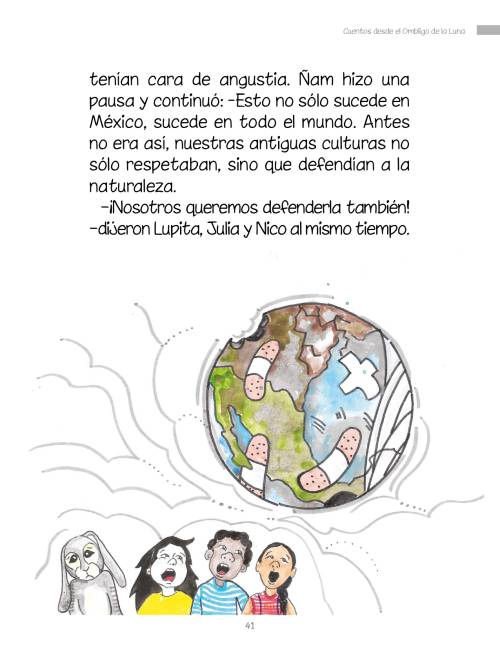 Cuentos desde el Ombligo de la Luna
tenían cara de angustia. Ñam hizo una
pausa y continuó: -Esto no sólo sucede en
México, sucede en todo el mundo. Antes
no era así, nuestras antiguas culturas no
sólo respetaban, sino que defendían a la
naturaleza.
-¡Nosotros queremos defenderla también!
-dijeron Lupita, Julia y Nico al mismo tiempo.
41